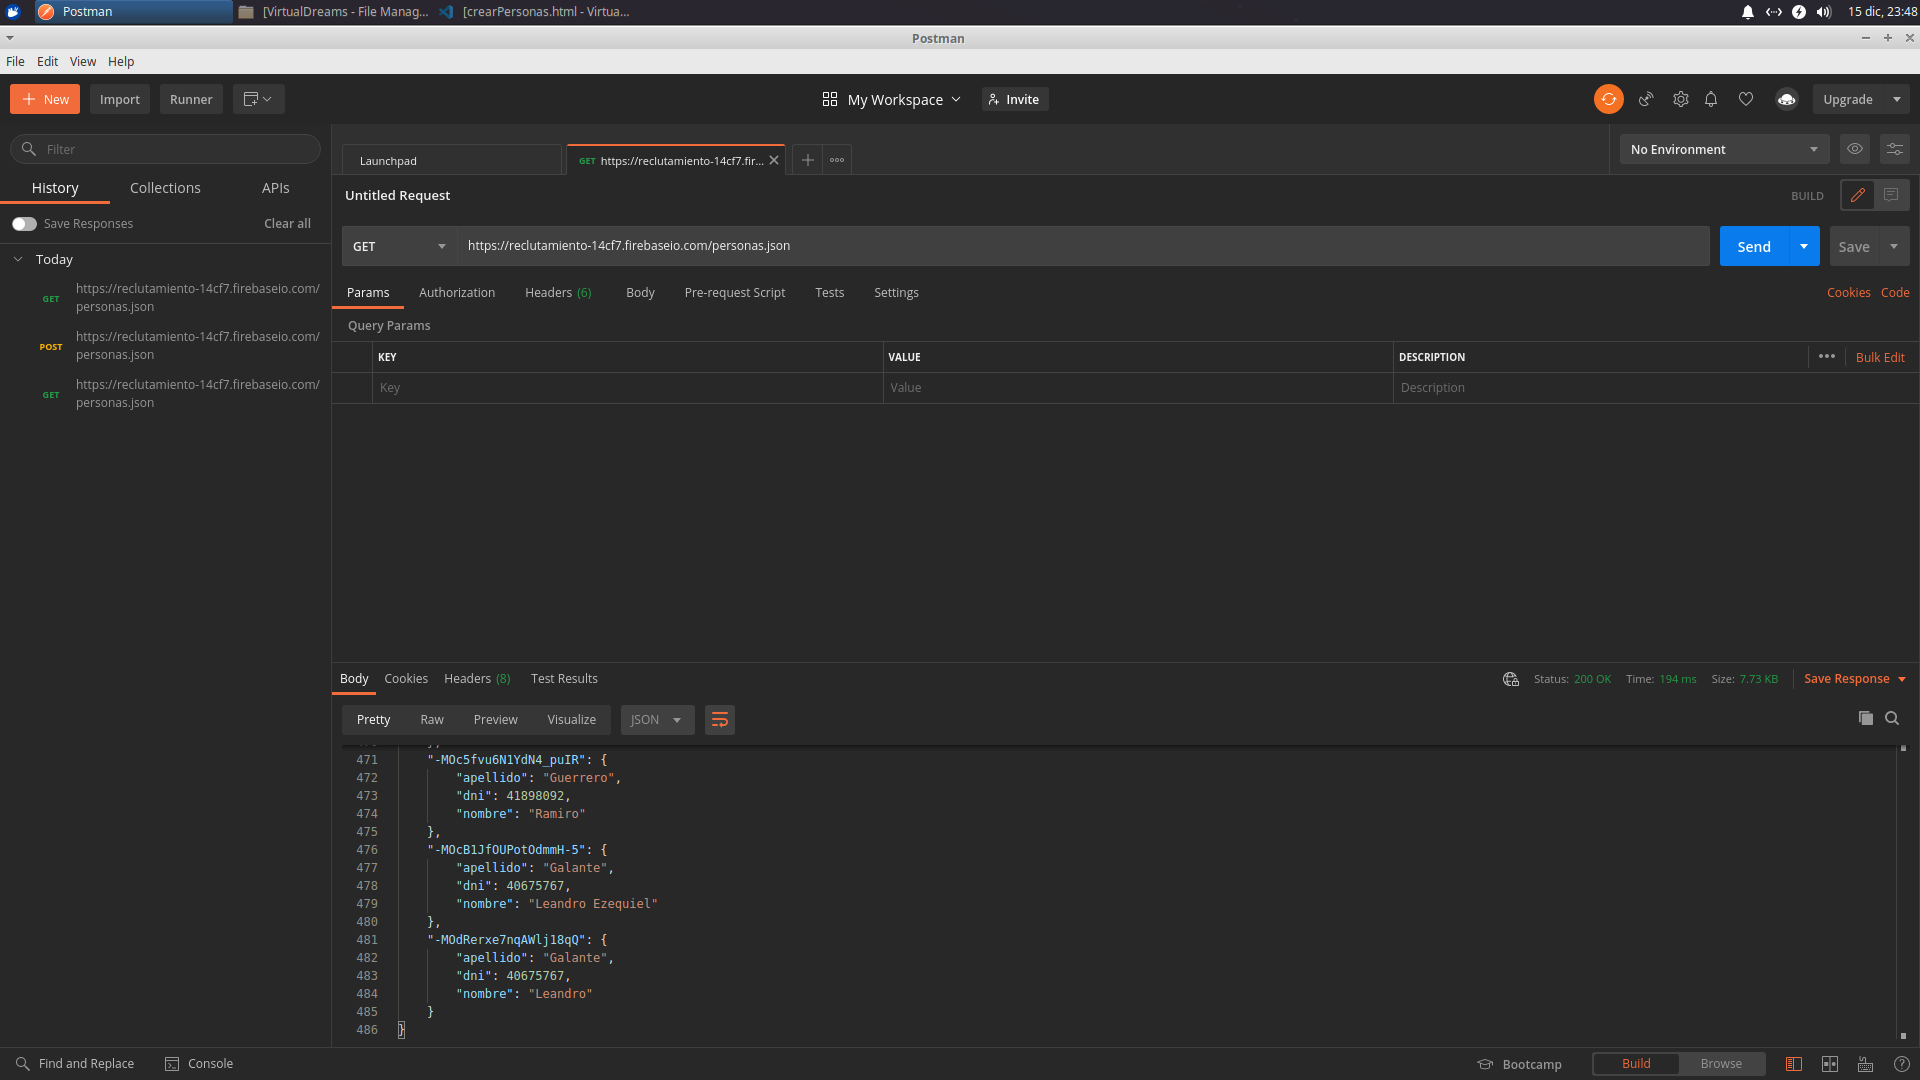 Postman
[VirtualDreams - File Manag...
[crearPersonas.html - Virtua...
15 dic, 23:48
Postman
File Edit View Help
New
Import
Runner
My Workspace
Invite
Upgrade
Filter
History
Collections
APIs
Save Responses
Clear all
Today
GET https://reclutamiento-14cf7.firebaseio.com/
personas.json
POST https://reclutamiento-14cf7.firebaseio.com/
personas.json
GET https://reclutamiento-14cf7.firebaseio.com/
personas.json
Launchpad
GET https://reclutamiento-14cf7.fir...
No Environment
Untitled Request
BUILD
GET
https://reclutamiento-14cf7.firebaseio.com/personas.json
Send
Save
Params
Authorization
Headers (6)
Body
Pre-request Script
Tests
Settings
Cookies
Code
Query Params
KEY VALUE DESCRIPTION
Bulk Edit
Key Value Description
Body
Cookies
Headers (8)
Test Results
Status: 200 OK
Time: 194 ms
Size: 7.73 KB
Save Response
Pretty
Raw
Preview
Visualize
JSON
471 "-MOc5fvu6N1YdN4_puIR": {
472 "apellido": "Guerrero",
473 "dni": 41898092,
474 "nombre": "Ramiro"
475 },
476 "-MOcB1JfOUPotOdmmH-5": {
477 "apellido": "Galante",
478 "dni": 40675767,
479 "nombre": "Leandro Ezequiel"
480 },
481 "-MOdRerxe7nqAWlj18qQ": {
482 "apellido": "Galante",
483 "dni": 40675767,
484 "nombre": "Leandro"
485 }
486 }
Find and Replace
Console
Bootcamp
Build
Browse